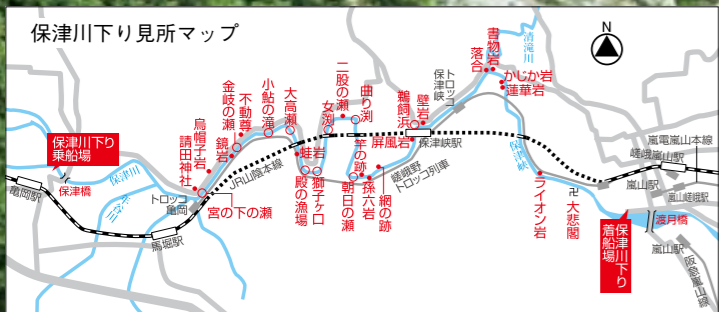 保津川下り見所マップ
N
清滝川
書物岩
落合
かじか岩
蓮華岩
トロッコ
保津峡
壁岩
鵜飼浜
曲り渕
二股の瀬
女渕
大高瀬
小鮎の滝
不動尊
金岐の瀬
鏡岩
烏帽子岩
請田神社
保津川下り
乗船場
保津橋
亀岡駅
保津川
トロッコ
亀岡
馬堀駅
宮の下の瀬
JR山陰本線
蛙岩
殿の漁場
獅子ヶ口
竿の跡
朝日の瀬
孫六岩
網の跡
屏風岩
保津峡駅
嵯峨野
トロッコ列車
保津峡
ライオン岩
卍大悲閣
保津川下り
着船場
渡月橋
嵐電嵐山本線
嵯峨嵐山駅
嵐山駅
嵐山嵯峨駅
嵐山駅
阪急嵐山線